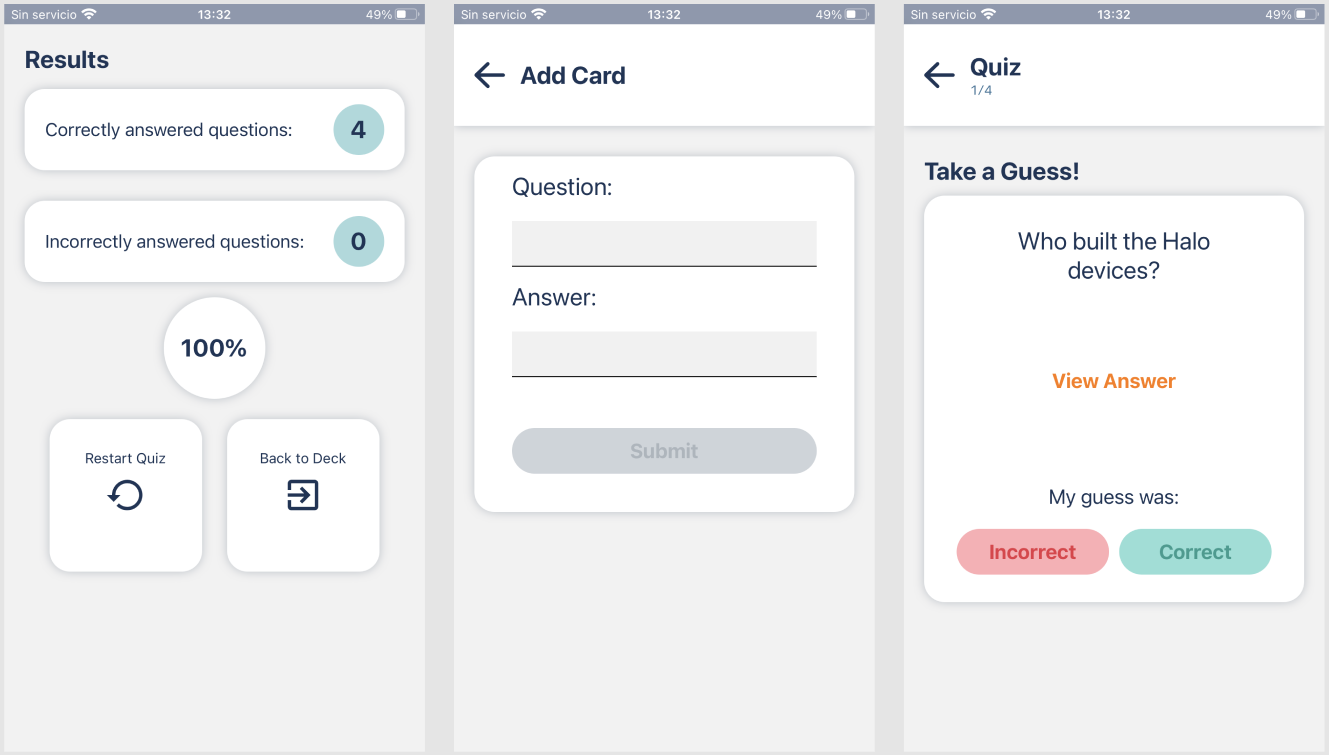 Sin servicio 13:32 49%
Results
Correctly answered questions: 4
Incorrectly answered questions: 0
100%
Restart Quiz
Back to Deck
Sin servicio 13:32 49%
Add Card
Question:
Answer:
Submit
Sin servicio 13:32 49%
Quiz
1/4
Take a Guess!
Who built the Halo
devices?
View Answer
My guess was:
Incorrect
Correct